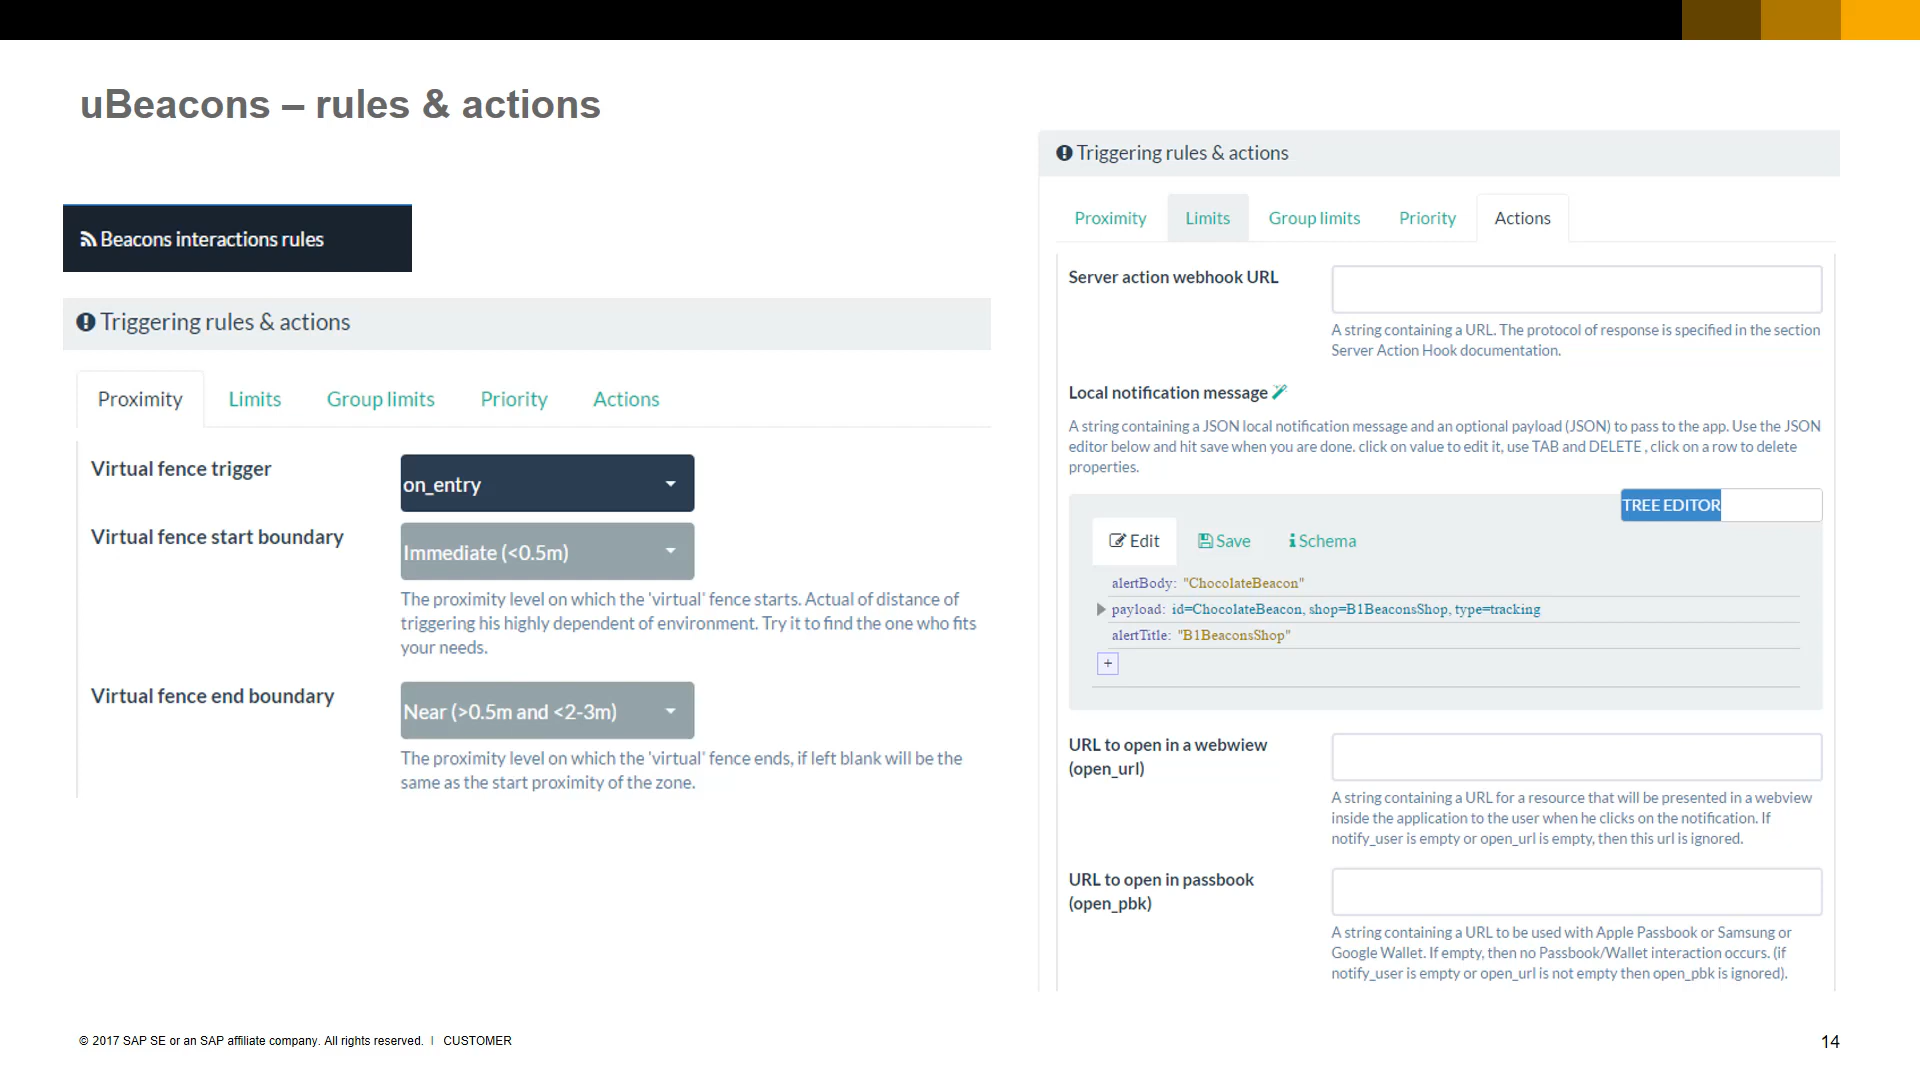 uBeacons – rules & actions
Beacons interactions rules
Triggering rules & actions
Proximity Limits Group limits Priority Actions
Virtual fence trigger
on_entry
Virtual fence start boundary
Immediate (<0.5m)
The proximity level on which the 'virtual' fence starts. Actual of distance of
triggering his highly dependent of environment. Try it to find the one who fits
your needs.
Virtual fence end boundary
Near (>0.5m and <2-3m)
The proximity level on which the 'virtual' fence ends, if left blank will be the
same as the start proximity of the zone.
Triggering rules & actions
Proximity Limits Group limits Priority Actions
Server action webhook URL
A string containing a URL. The protocol of response is specified in the section
Server Action Hook documentation.
Local notification message
A string containing a JSON local notification message and an optional payload (JSON) to pass to the app. Use the JSON
editor below and hit save when you are done. click on value to edit it, use TAB and DELETE , click on a row to delete
properties.
TREE EDITOR
Edit Save Schema
alertBody: "ChocolateBeacon"
payload: id=ChocolateBeacon, shop=B1BeaconsShop, type=tracking
alertTitle: "B1BeaconsShop"
+
URL to open in a webwiew
(open_url)
A string containing a URL for a resource that will be presented in a webview
inside the application to the user when he clicks on the notification. If
notify_user is empty or open_url is empty, then this url is ignored.
URL to open in passbook
(open_pbk)
A string containing a URL to be used with Apple Passbook or Samsung or
Google Wallet. If empty, then no Passbook/Wallet interaction occurs. (if
notify_user is empty or open_url is not empty then open_pbk is ignored).
© 2017 SAP SE or an SAP affiliate company. All rights reserved. | CUSTOMER
14